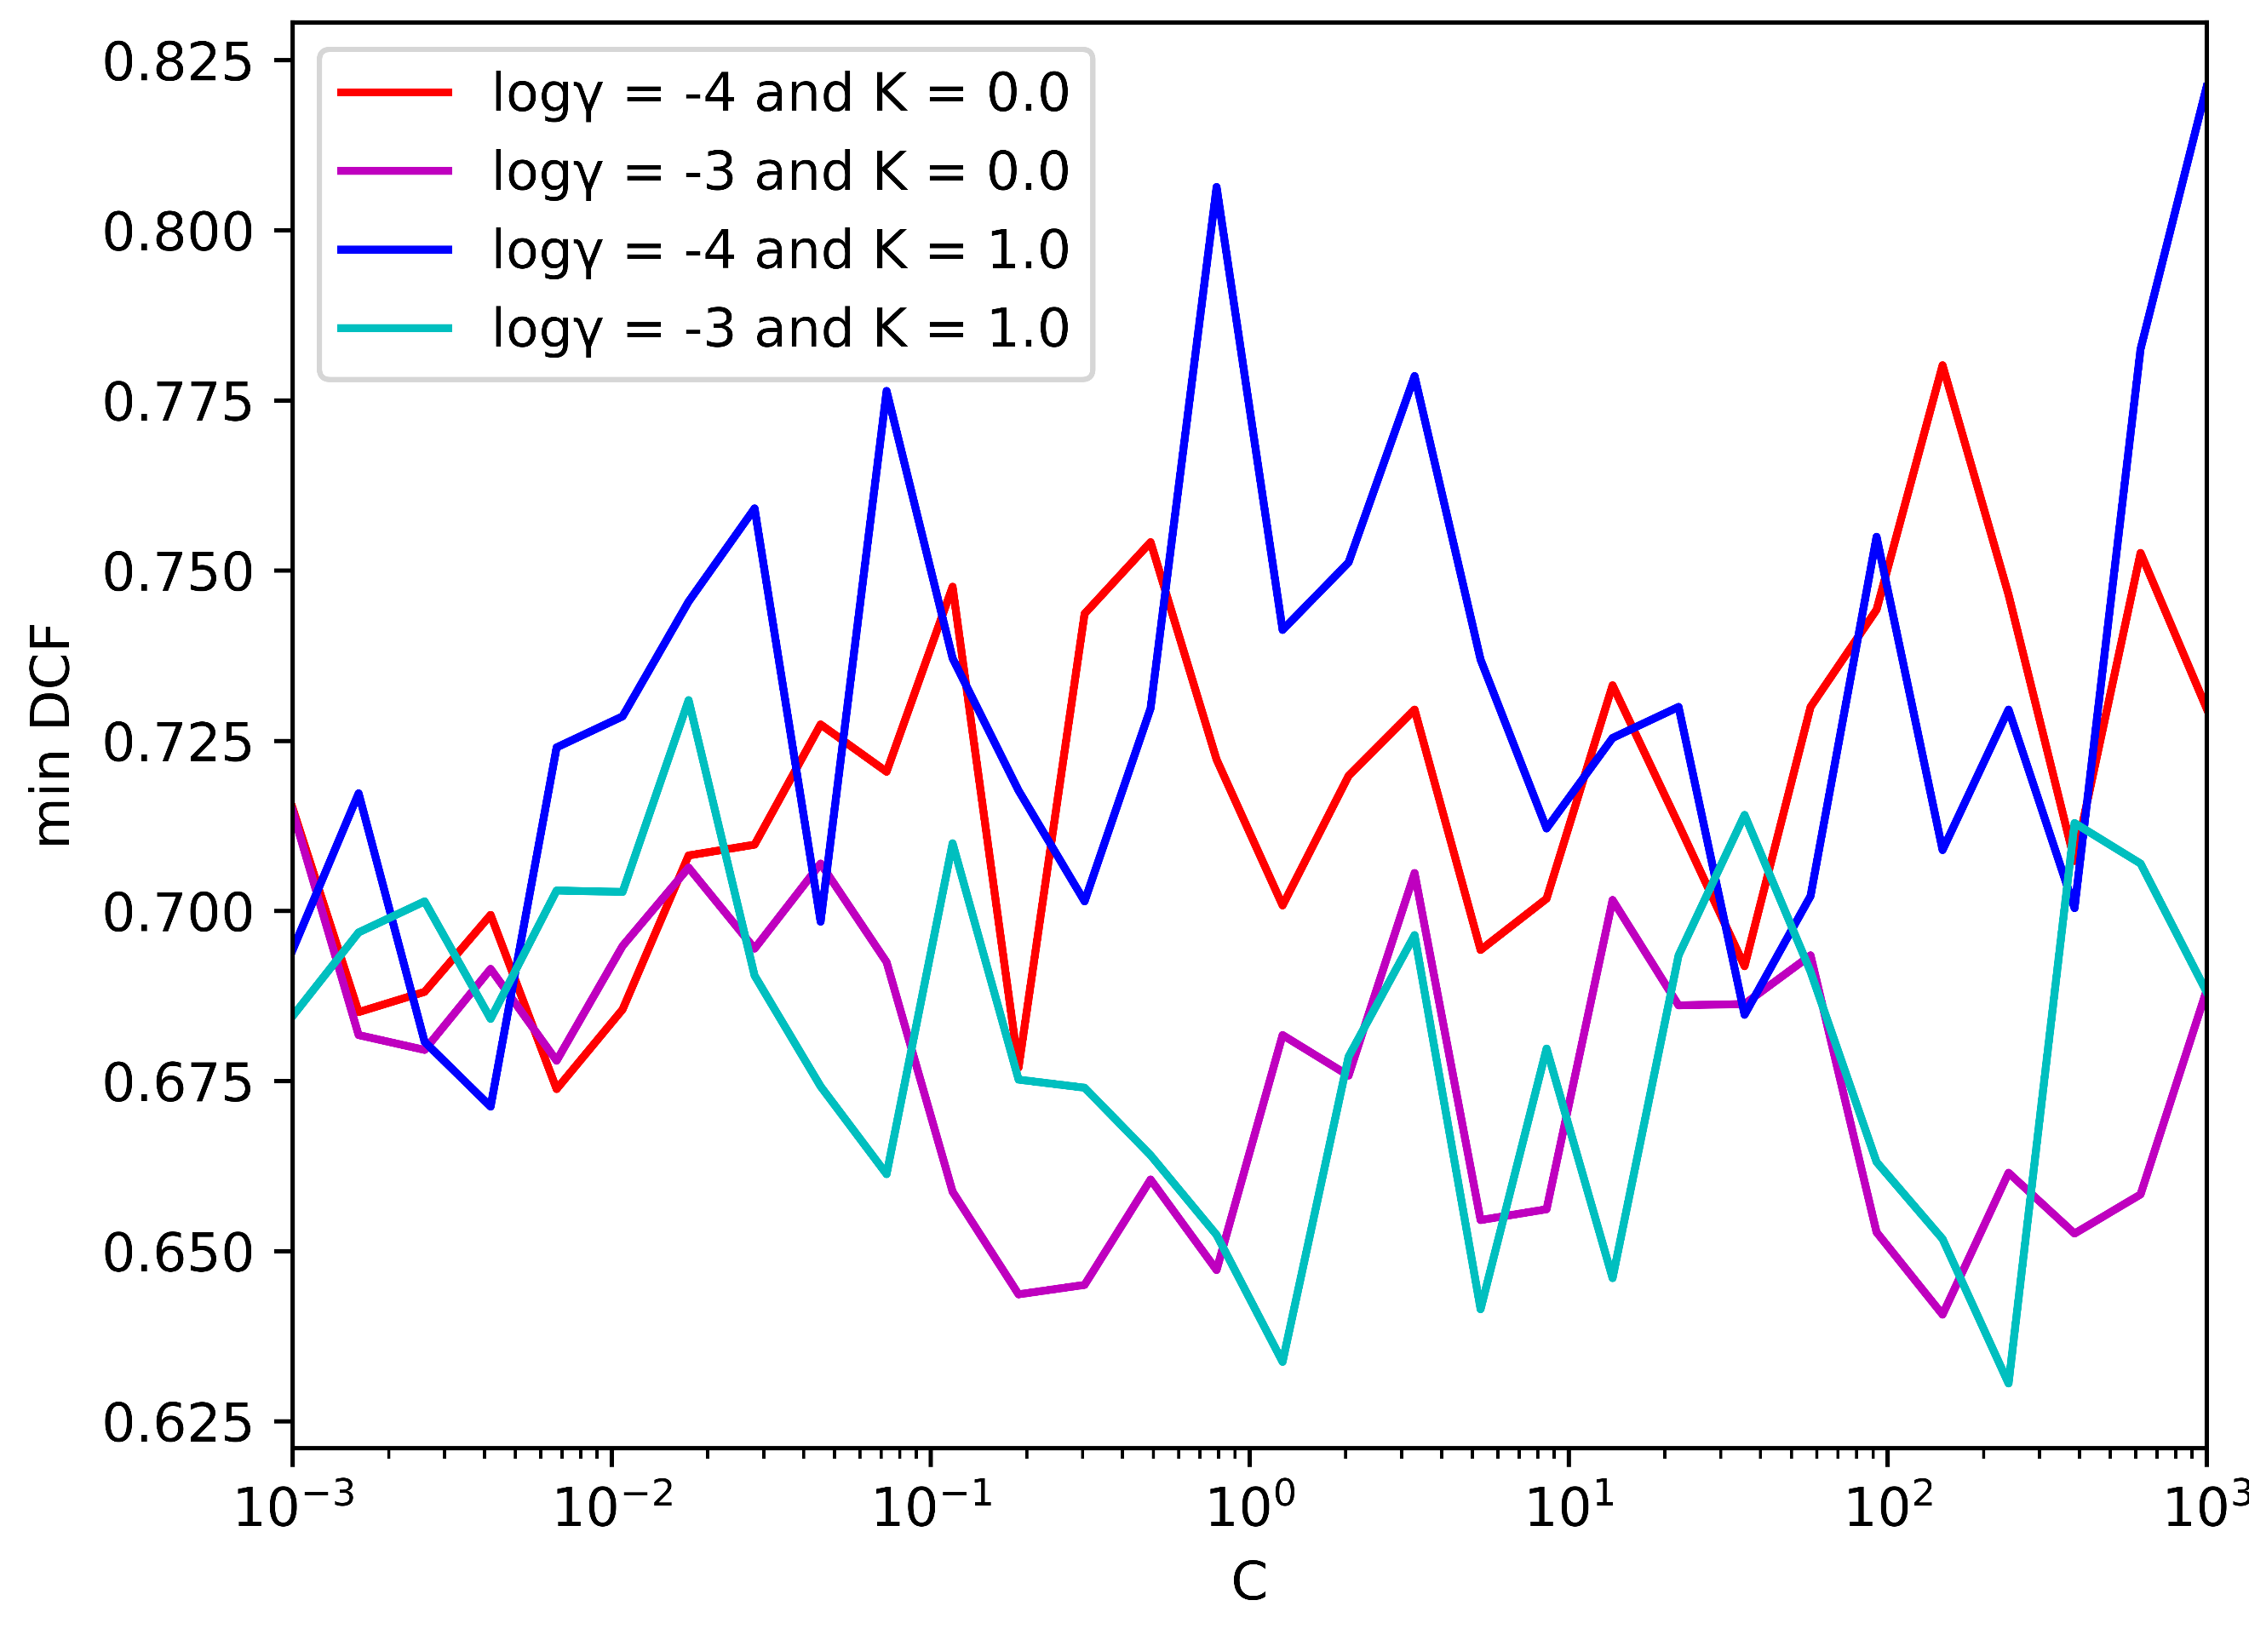 0.825
0.800
0.775
0.750
0.725
0.700
0.675
0.650
0.625
min DCF
logγ = -4 and K = 0.0
logγ = -3 and K = 0.0
logγ = -4 and K = 1.0
logγ = -3 and K = 1.0
10⁻³ 10⁻² 10⁻¹ 10⁰ 10¹ 10² 10³
C